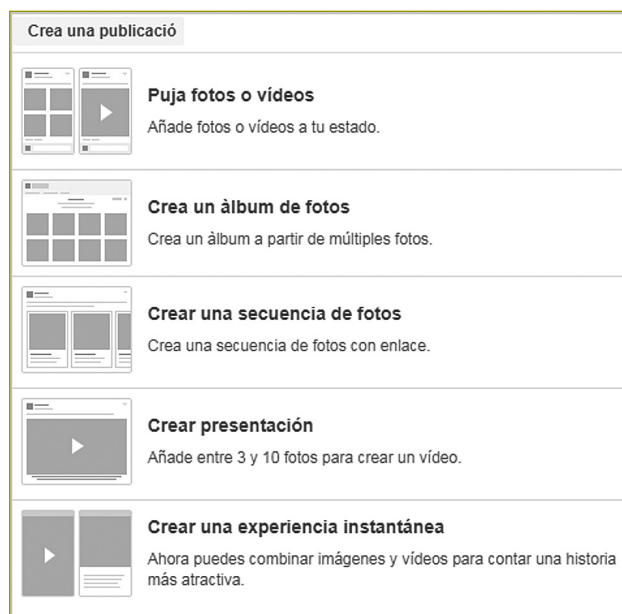 Crea una publicació
Puja fotos o vídeos
Añade fotos o vídeos a tu estado.
Crea un àlbum de fotos
Crea un àlbum a partir de múltiples fotos.
Crear una secuencia de fotos
Crea una secuencia de fotos con enlace.
Crear presentación
Añade entre 3 y 10 fotos para crear un vídeo.
Crear una experiencia instantánea
Ahora puedes combinar imágenes y vídeos para contar una historia
más atractiva.